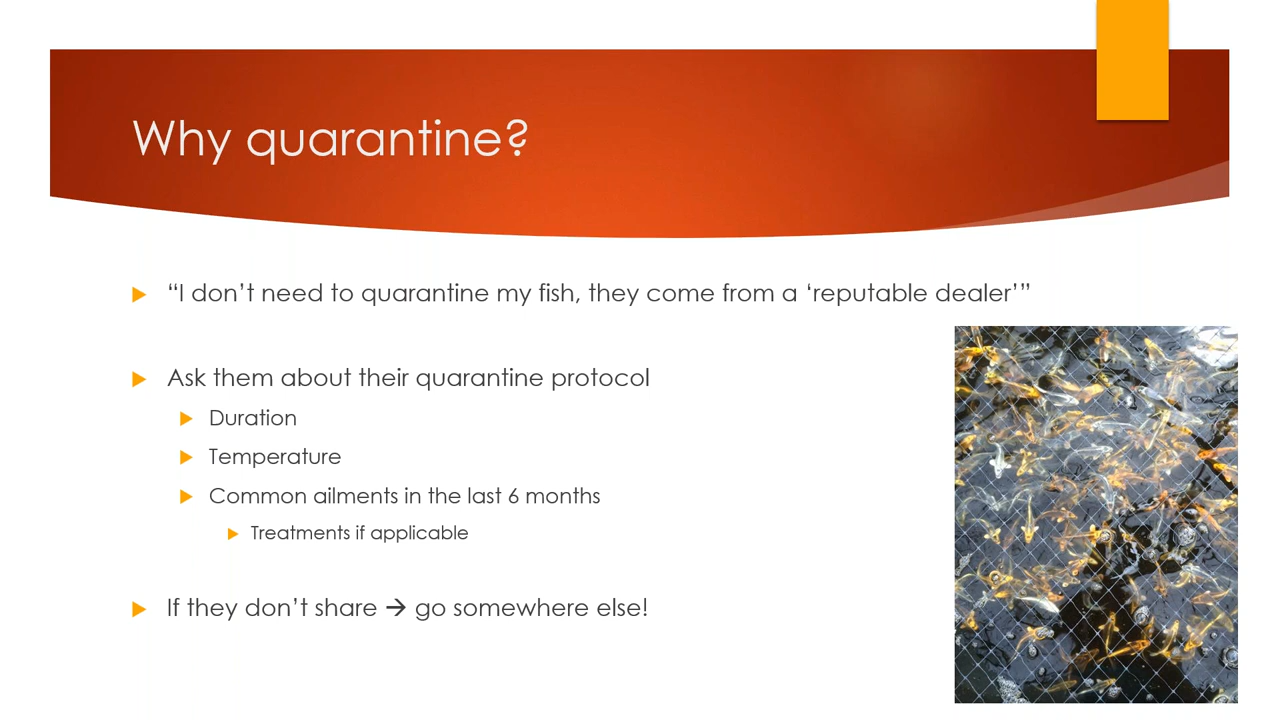 Why quarantine?
“I don’t need to quarantine my fish, they come from a ‘reputable dealer’”
Ask them about their quarantine protocol
Duration
Temperature
Common ailments in the last 6 months
Treatments if applicable
If they don’t share → go somewhere else!